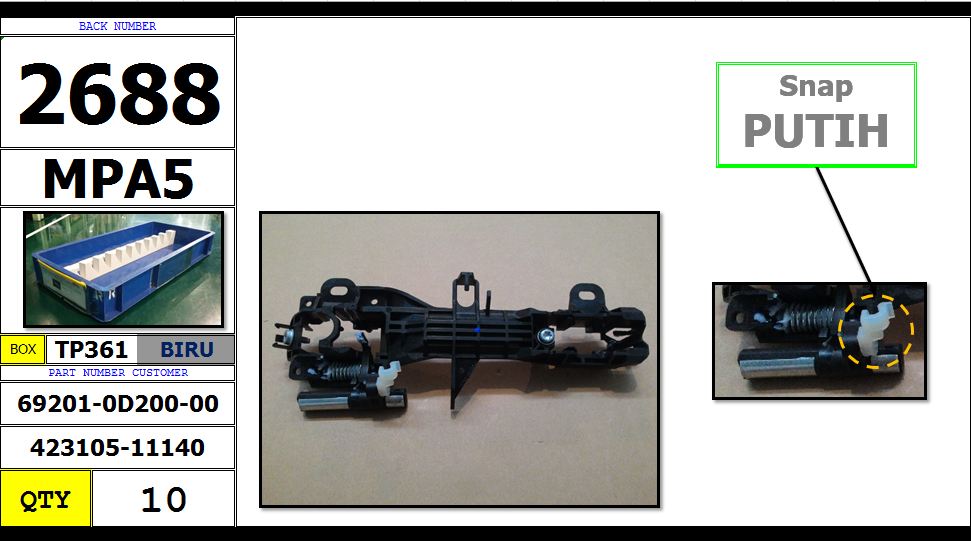 BACK NUMBER
2688
MPA5
BOX TP361 BIRU
PART NUMBER CUSTOMER
69201-0D200-00
423105-11140
QTY 10
Snap
PUTIH